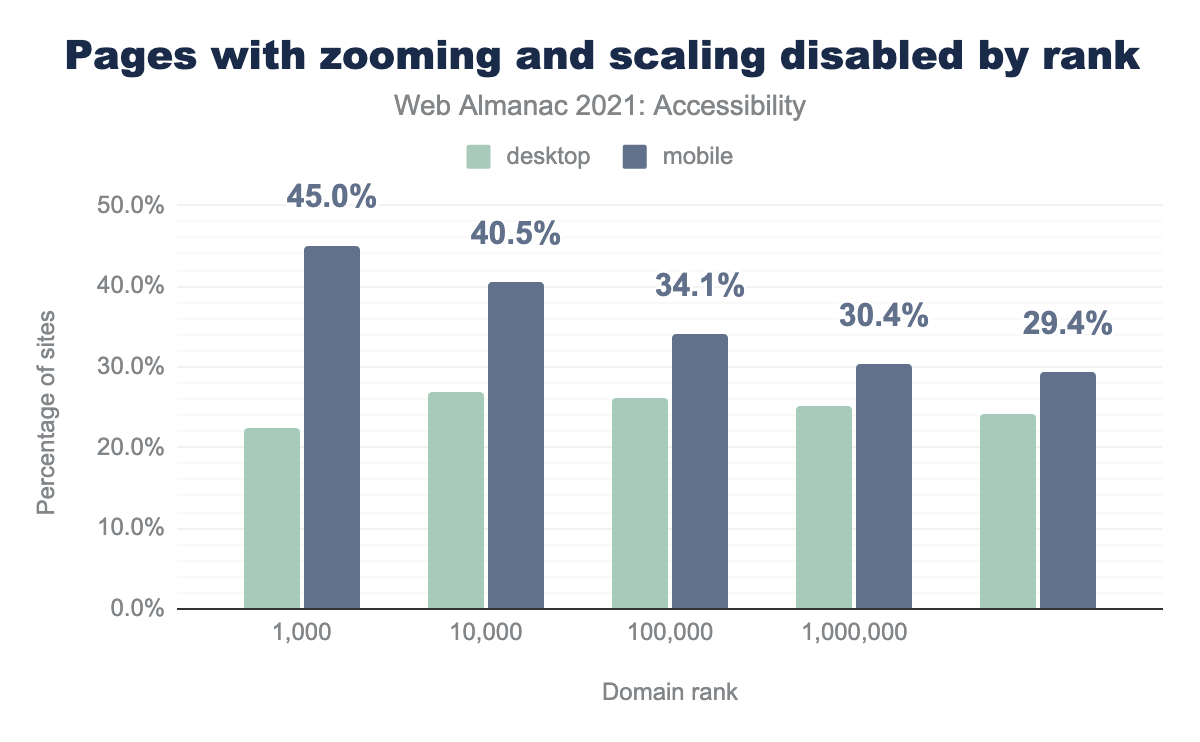 Pages with zooming and scaling disabled by rank
Web Almanac 2021: Accessibility
desktop mobile
50.0%
40.0%
30.0%
20.0%
10.0%
0.0%
Percentage of sites
45.0%
40.5%
34.1%
30.4%
29.4%
1,000 10,000 100,000 1,000,000
Domain rank